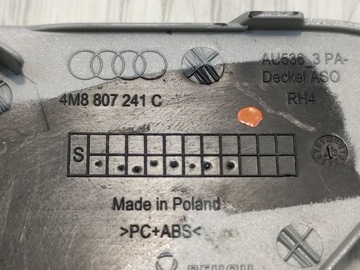 AU536_3 PA-
Deckel ASO
RH4
4M8 807 241 C
S
Made in Poland
>PC+ABS<